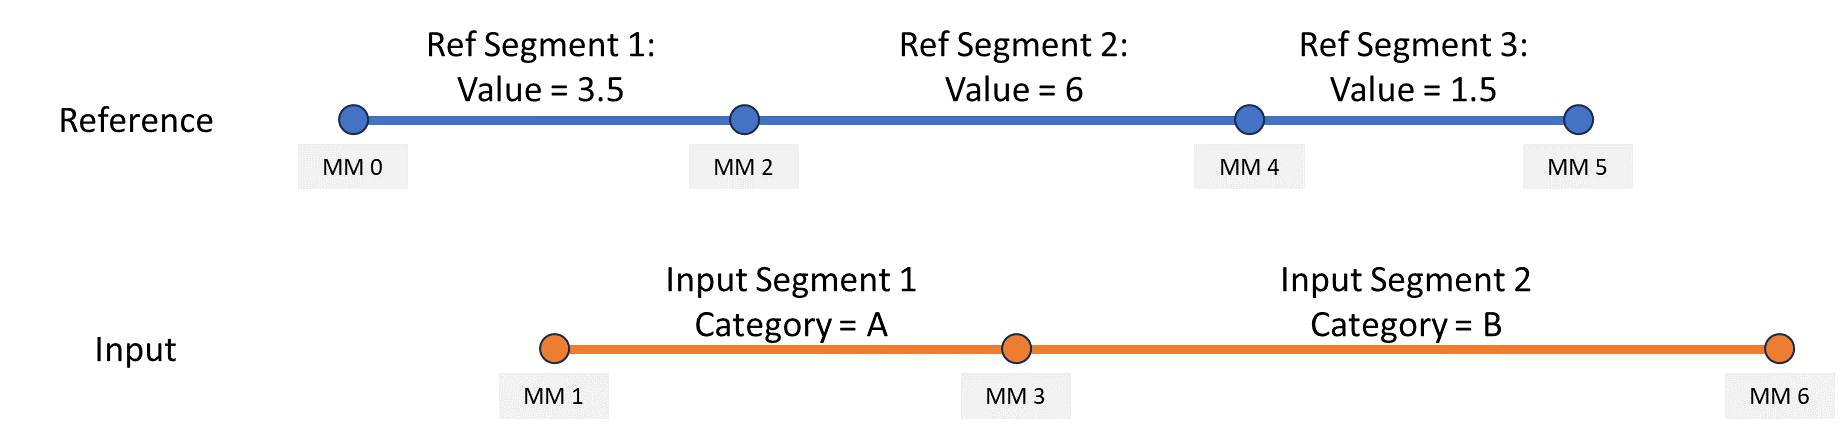 Ref Segment 1:
Value = 3.5
Ref Segment 2:
Value = 6
Ref Segment 3:
Value = 1.5
Reference
MM 0
MM 2
MM 4
MM 5
Input Segment 1
Category = A
Input Segment 2
Category = B
Input
MM 1
MM 3
MM 6